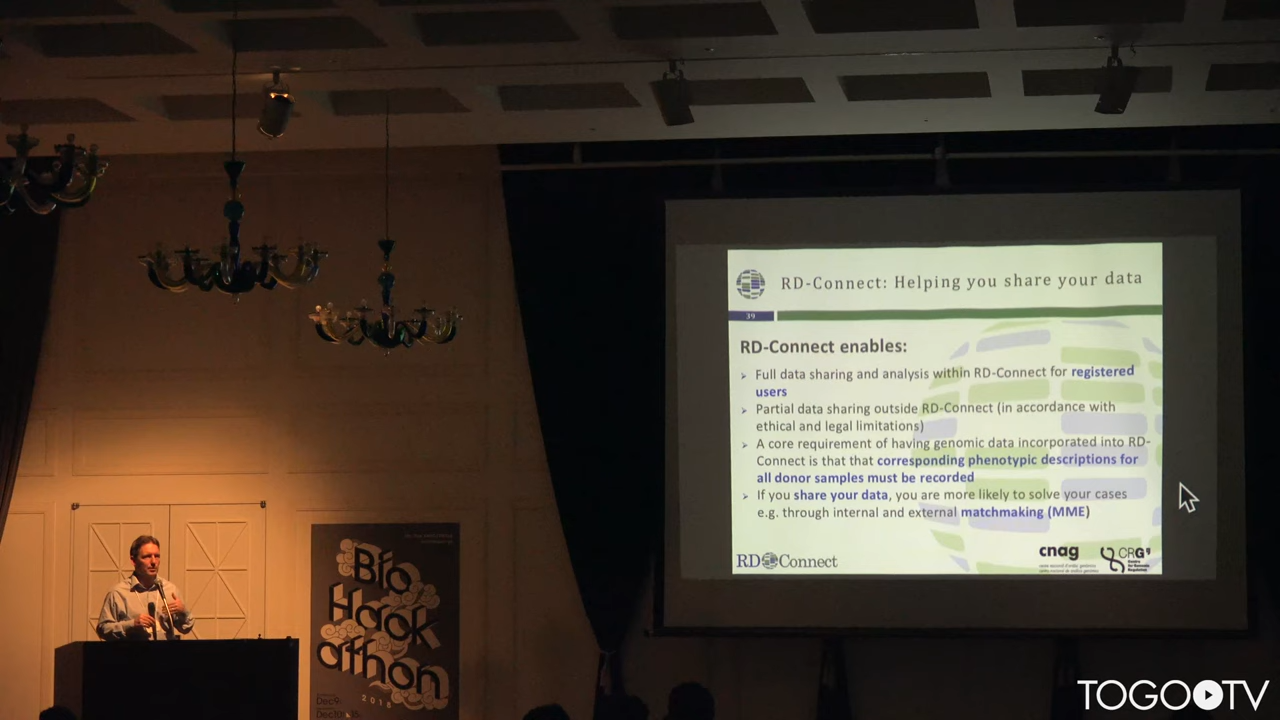 RD-Connect: Helping you share your data
39
RD-Connect enables:
➢ Full data sharing and analysis within RD-Connect for registered
users
➢ Partial data sharing outside RD-Connect (in accordance with
ethical and legal limitations)
➢ A core requirement of having genomic data incorporated into RD-
Connect is that that corresponding phenotypic descriptions for
all donor samples must be recorded
➢ If you share your data, you are more likely to solve your cases
e.g. through internal and external matchmaking (MME)
RD Connect
cnag
CRG
Bio
Hack
athon
2018
Dec9
TOGO TV